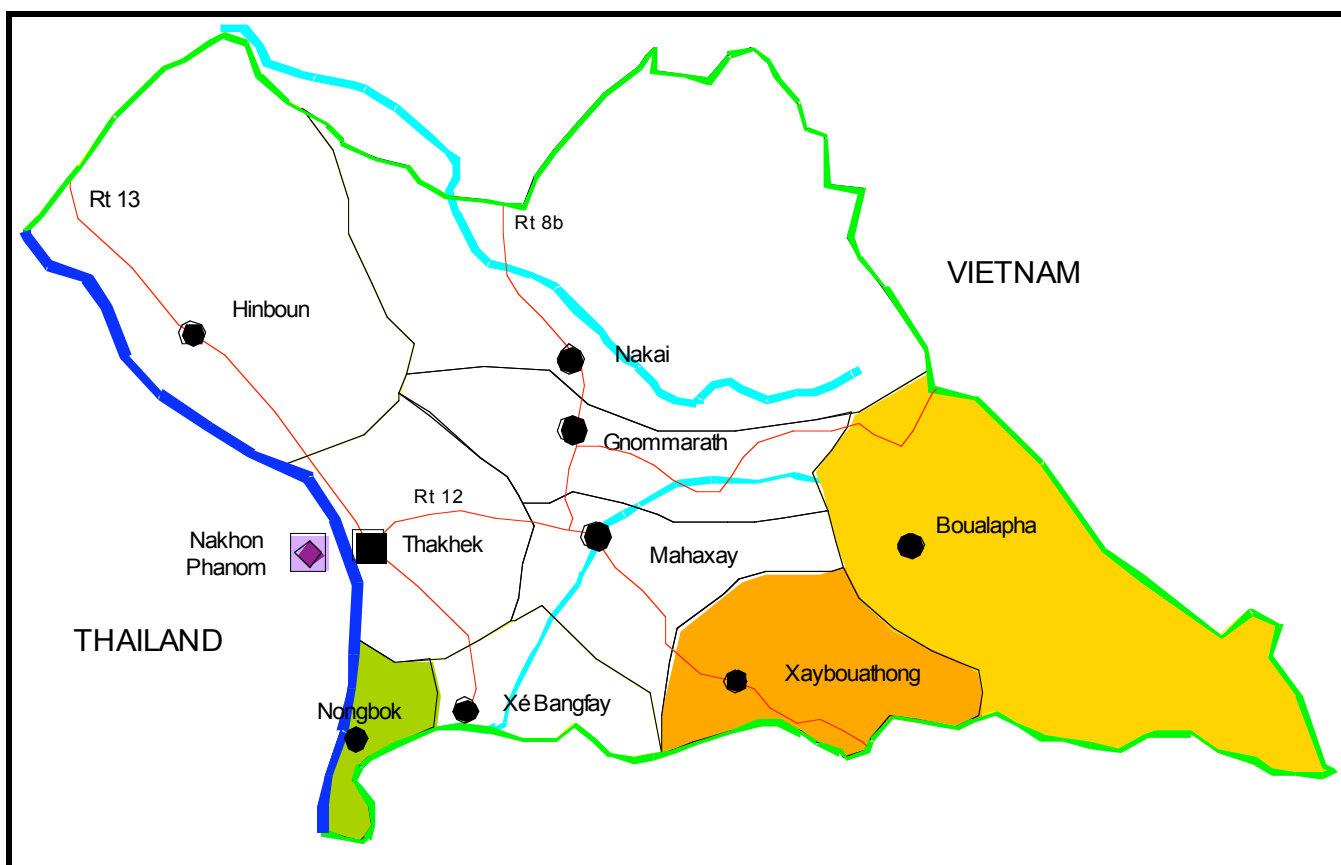 Rt 13
Rt 8b
VIETNAM
Hinboun
Nakai
Gnommarath
Rt 12
Boualapha
Nakhon
Phanom
Thakhek
Mahaxay
THAILAND
Xaybouathong
Nongbok
Xé Bangfay